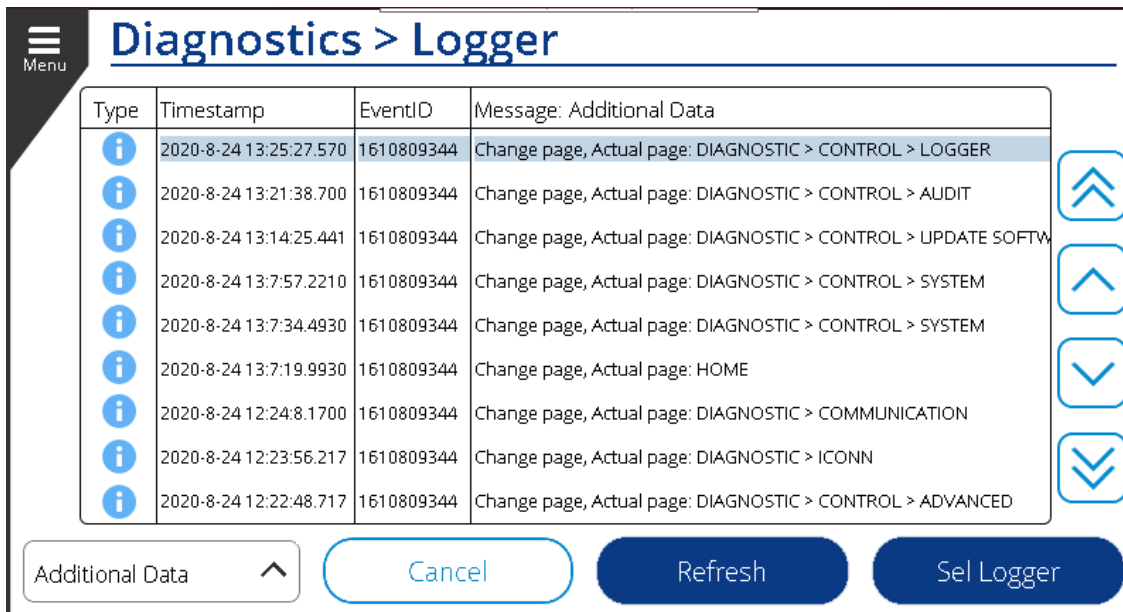 Diagnostics > Logger
Menu
Type Timestamp EventID Message: Additional Data
2020-8-24 13:25:27.570 1610809344 Change page, Actual page: DIAGNOSTIC > CONTROL > LOGGER
2020-8-24 13:21:38.700 1610809344 Change page, Actual page: DIAGNOSTIC > CONTROL > AUDIT
2020-8-24 13:14:25.441 1610809344 Change page, Actual page: DIAGNOSTIC > CONTROL > UPDATE SOFTW
2020-8-24 13:7:57.2210 1610809344 Change page, Actual page: DIAGNOSTIC > CONTROL > SYSTEM
2020-8-24 13:7:34.4930 1610809344 Change page, Actual page: DIAGNOSTIC > CONTROL > SYSTEM
2020-8-24 13:7:19.9930 1610809344 Change page, Actual page: HOME
2020-8-24 12:24:8.1700 1610809344 Change page, Actual page: DIAGNOSTIC > COMMUNICATION
2020-8-24 12:23:56.217 1610809344 Change page, Actual page: DIAGNOSTIC > ICONN
2020-8-24 12:22:48.717 1610809344 Change page, Actual page: DIAGNOSTIC > CONTROL > ADVANCED
Additional Data Cancel Refresh Sel Logger